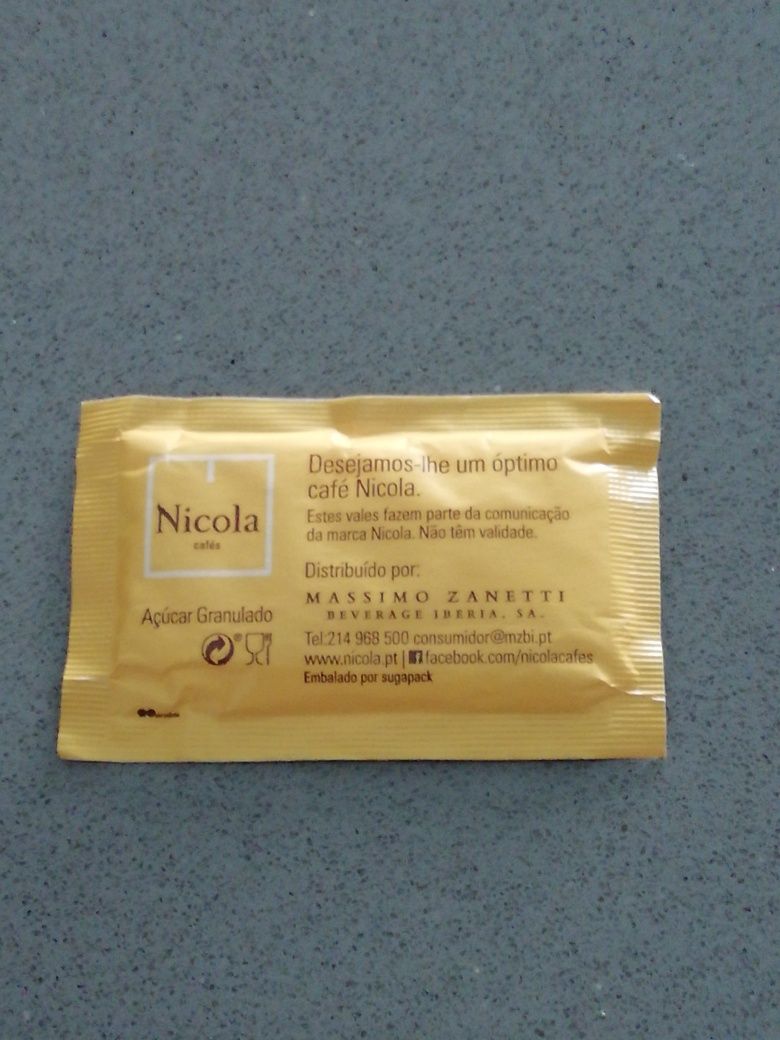 Nicola
cafés
Açúcar Granulado
Desejamos-lhe um óptimo
café Nicola.
Estes vales fazem parte da comunicação
da marca Nicola. Não têm validade.
Distribuído por:
MASSIMO ZANETTI
BEVERAGE IBERIA, SA.
Tel:214 968 500 consumidor@mzbi.pt
www.nicola.pt | facebook.com/nicolacafes
Embalado por sugapack